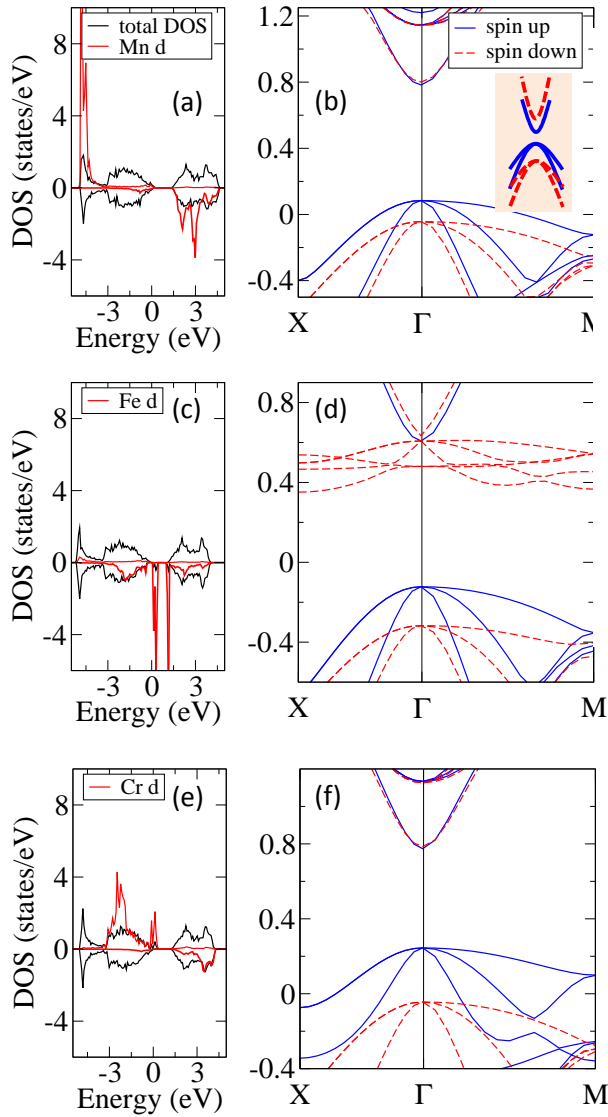 total DOS
Mn d
(a)
8
4
0
-4
DOS (states/eV)
-3 0 3
Energy (eV)
spin up
spin down
(b)
1.2
0.8
0.4
0
-0.4
X Γ M
Fe d
(c)
8
4
0
-4
DOS (states/eV)
-3 0 3
Energy (eV)
(d)
0.8
0.4
0
-0.4
X Γ M
Cr d
(e)
8
4
0
-4
DOS (states/eV)
-3 0 3
Energy (eV)
(f)
1.2
0.8
0.4
0
-0.4
X Γ M